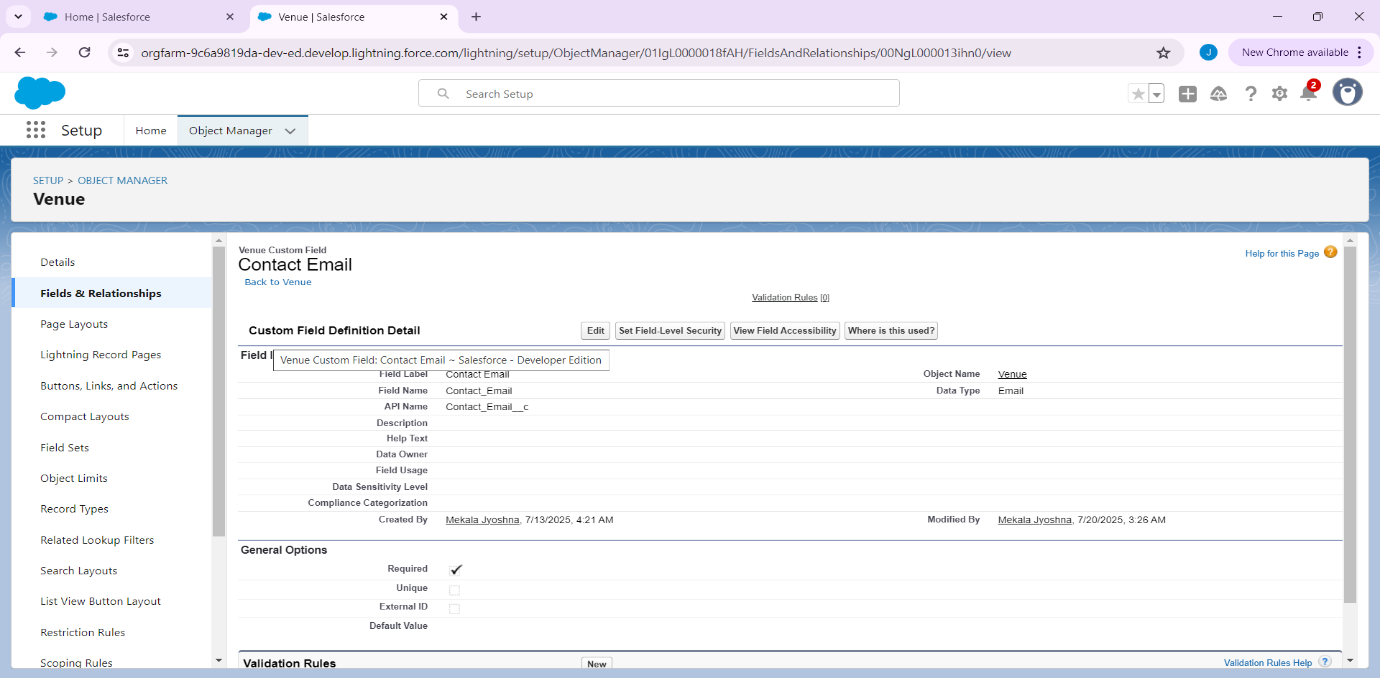 Home | Salesforce
Venue | Salesforce
orgfarm-9c6a9819da-dev-ed.develop.lightning.force.com/lightning/setup/ObjectManager/01IgL0000018fAH/FieldsAndRelationships/00NgL000013ihn0/view
J
New Chrome available
Search Setup
2
Setup
Home
Object Manager
SETUP > OBJECT MANAGER
Venue
Details
Fields & Relationships
Page Layouts
Lightning Record Pages
Buttons, Links, and Actions
Compact Layouts
Field Sets
Object Limits
Record Types
Related Lookup Filters
Search Layouts
List View Button Layout
Restriction Rules
Scoping Rules
Venue Custom Field
Contact Email
Back to Venue
Help for this Page
Validation Rules [0]
Custom Field Definition Detail
Edit
Set Field-Level Security
View Field Accessibility
Where is this used?
Field I
Venue Custom Field: Contact Email ~ Salesforce - Developer Edition
Field Label Contact Email Object Name Venue
Field Name Contact_Email Data Type Email
API Name Contact_Email__c
Description
Help Text
Data Owner
Field Usage
Data Sensitivity Level
Compliance Categorization
Created By Mekala Jyoshna, 7/13/2025, 4:21 AM Modified By Mekala Jyoshna, 7/20/2025, 3:26 AM
General Options
Required
Unique
External ID
Default Value
Validation Rules
New
Validation Rules Help ?